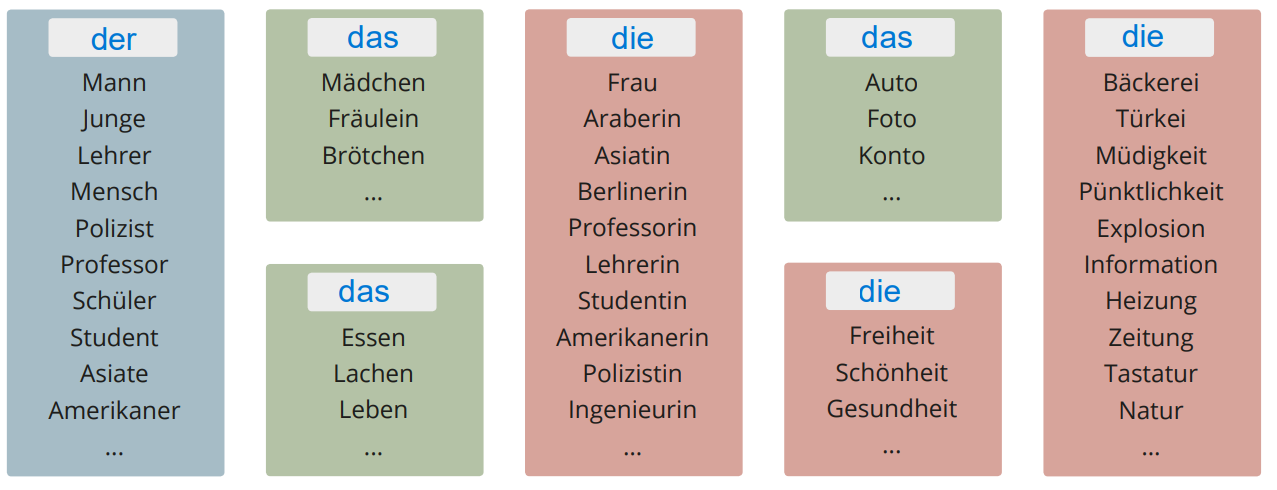 der
Mann
Junge
Lehrer
Mensch
Polizist
Professor
Schüler
Student
Asiate
Amerikaner
...
das
Mädchen
Fräulein
Brötchen
...
das
Essen
Lachen
Leben
...
die
Frau
Araberin
Asiatin
Berlinerin
Professorin
Lehrerin
Studentin
Amerikanerin
Polizistin
Ingenieurin
...
das
Auto
Foto
Konto
...
die
Freiheit
Schönheit
Gesundheit
...
die
Bäckerei
Türkei
Müdigkeit
Pünktlichkeit
Explosion
Information
Heizung
Zeitung
Tastatur
Natur
...